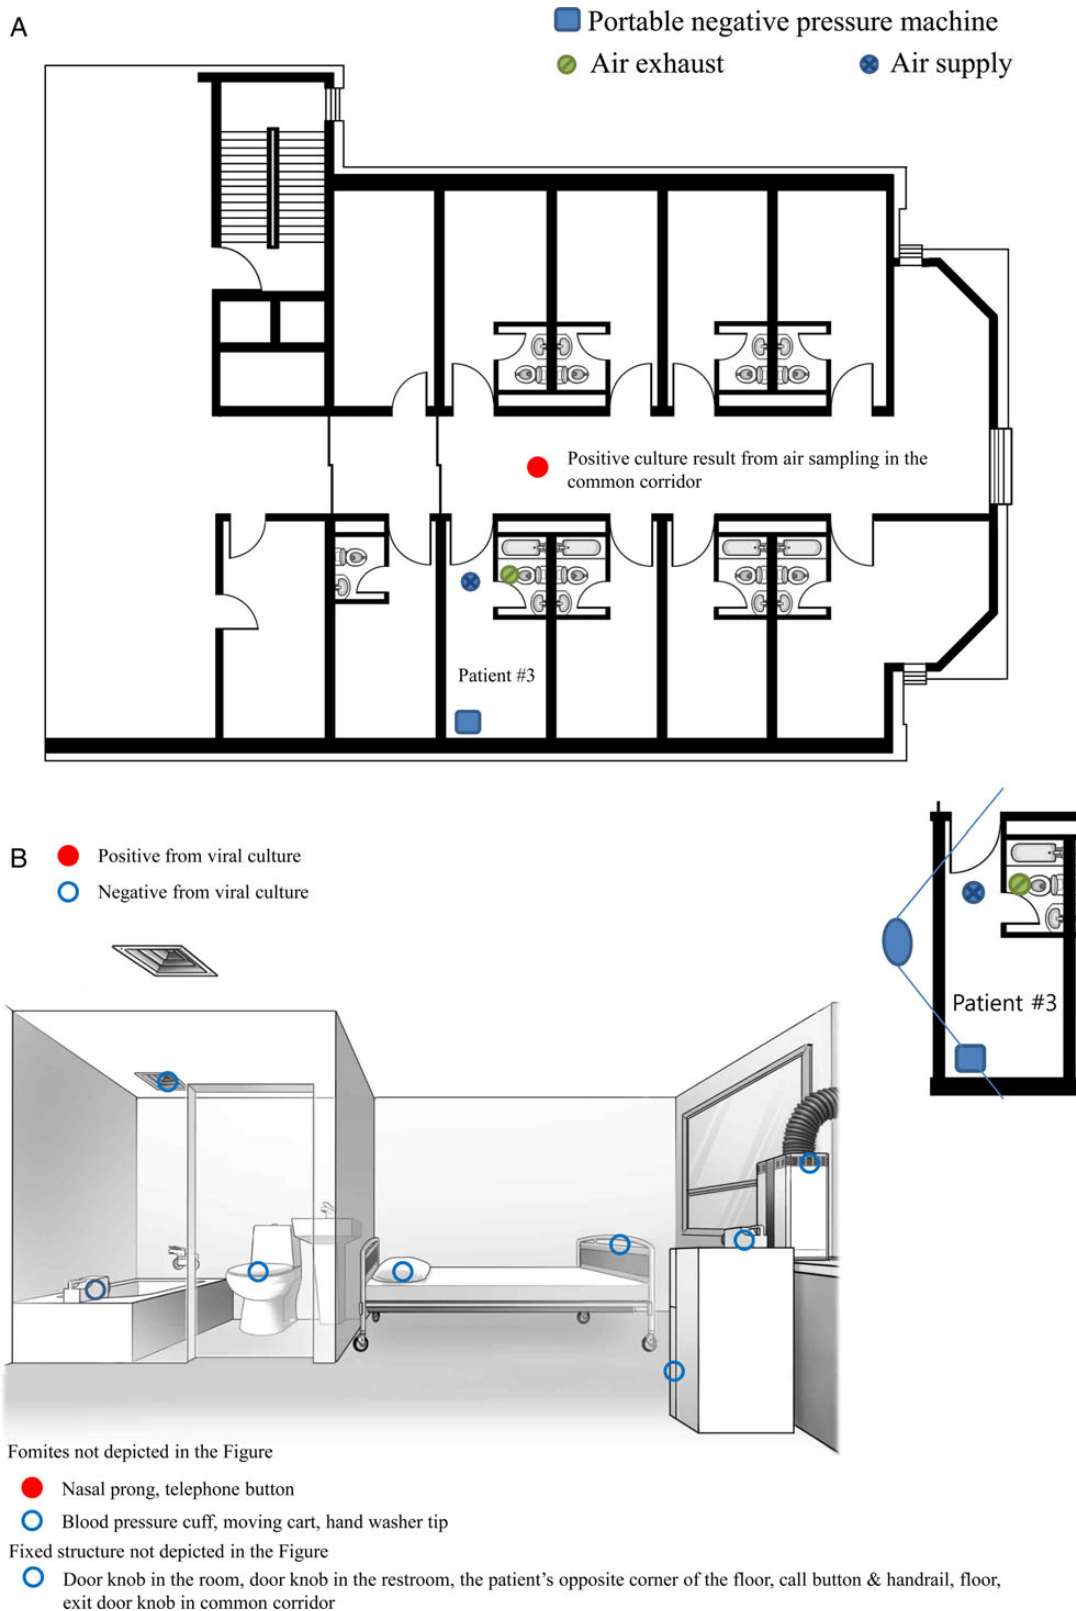 A
Portable negative pressure machine
Air exhaust
Air supply
Positive culture result from air sampling in the
common corridor
Patient #3
B
Positive from viral culture
Negative from viral culture
Patient #3
Fomites not depicted in the Figure
Nasal prong, telephone button
Blood pressure cuff, moving cart, hand washer tip
Fixed structure not depicted in the Figure
Door knob in the room, door knob in the restroom, the patient's opposite corner of the floor, call button & handrail, floor,
exit door knob in common corridor